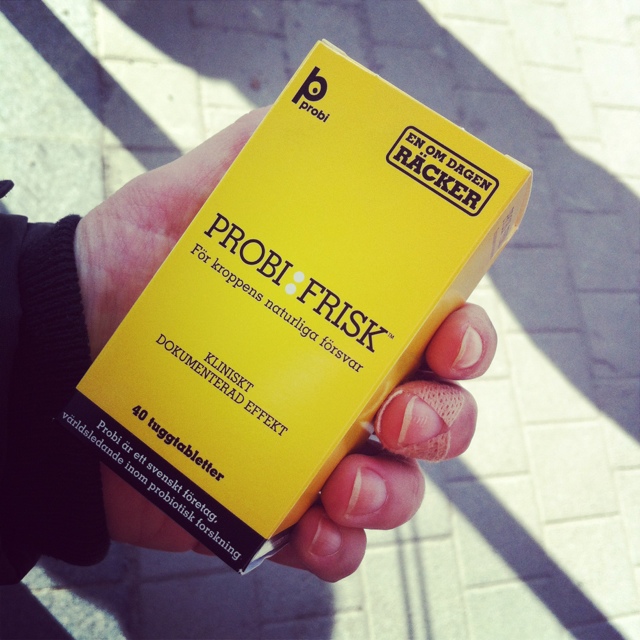 probi
EN OM DAGEN
RÄCKER
PROBI:FRISK™
För kroppens naturliga försvar
KLINISKT
DOKUMENTERAD EFFEKT
40 tuggtabletter
Probi är ett svenskt företag,
världsledande inom probiotisk forskning